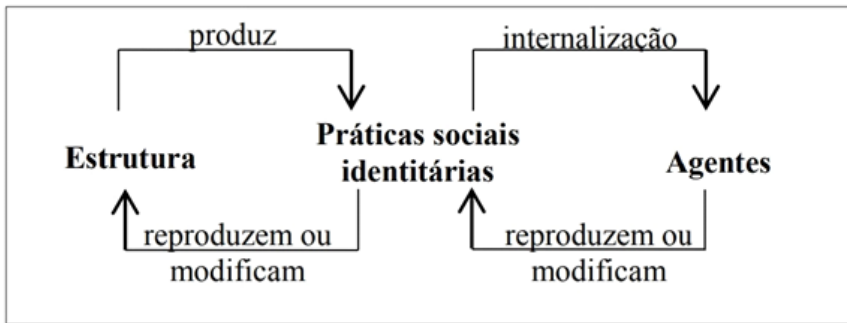 produz
internalização
Estrutura
Práticas sociais
identitárias
Agentes
reproduzem ou
modificam
reproduzem ou
modificam